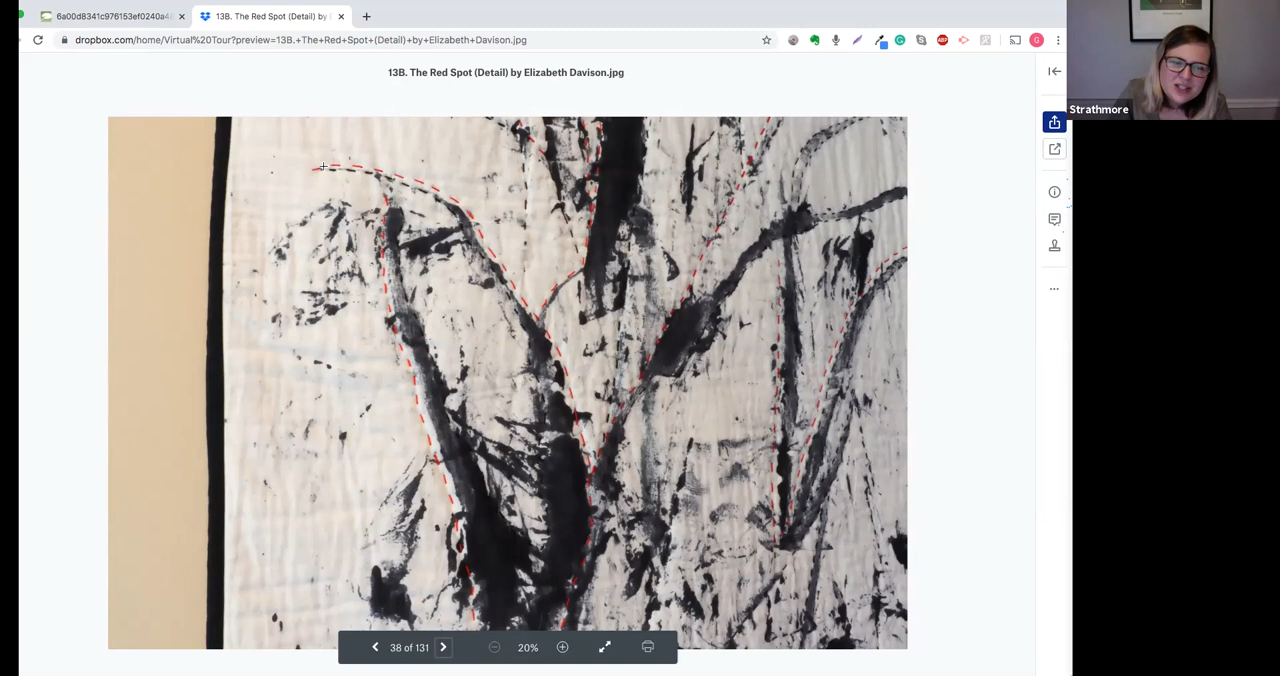 6a00d8341c976153ef0240a4
13B. The Red Spot (Detail) by
dropbox.com/home/Virtual%20Tour?preview=13B.+The+Red+Spot+(Detail)+by+Elizabeth+Davison.jpg
ABP
G
13B. The Red Spot (Detail) by Elizabeth Davison.jpg
Strathmore
38 of 131
20%